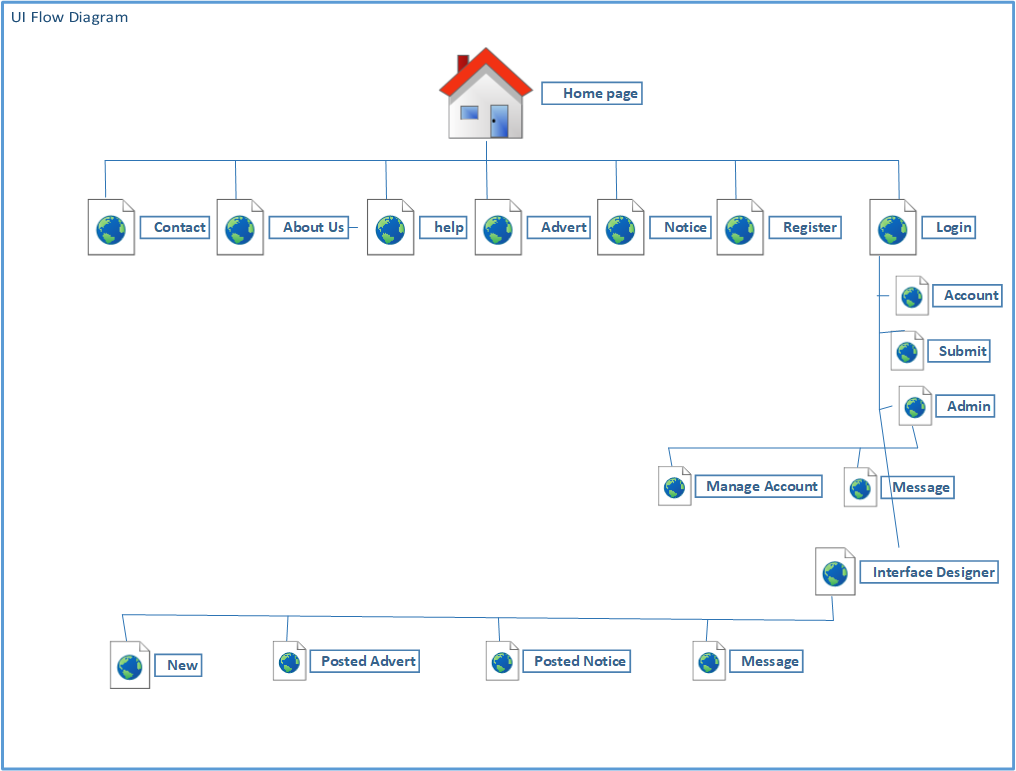 UI Flow Diagram
Home page
Contact
About Us
help
Advert
Notice
Register
Login
Account
Submit
Admin
Manage Account
Message
Interface Designer
New
Posted Advert
Posted Notice
Message